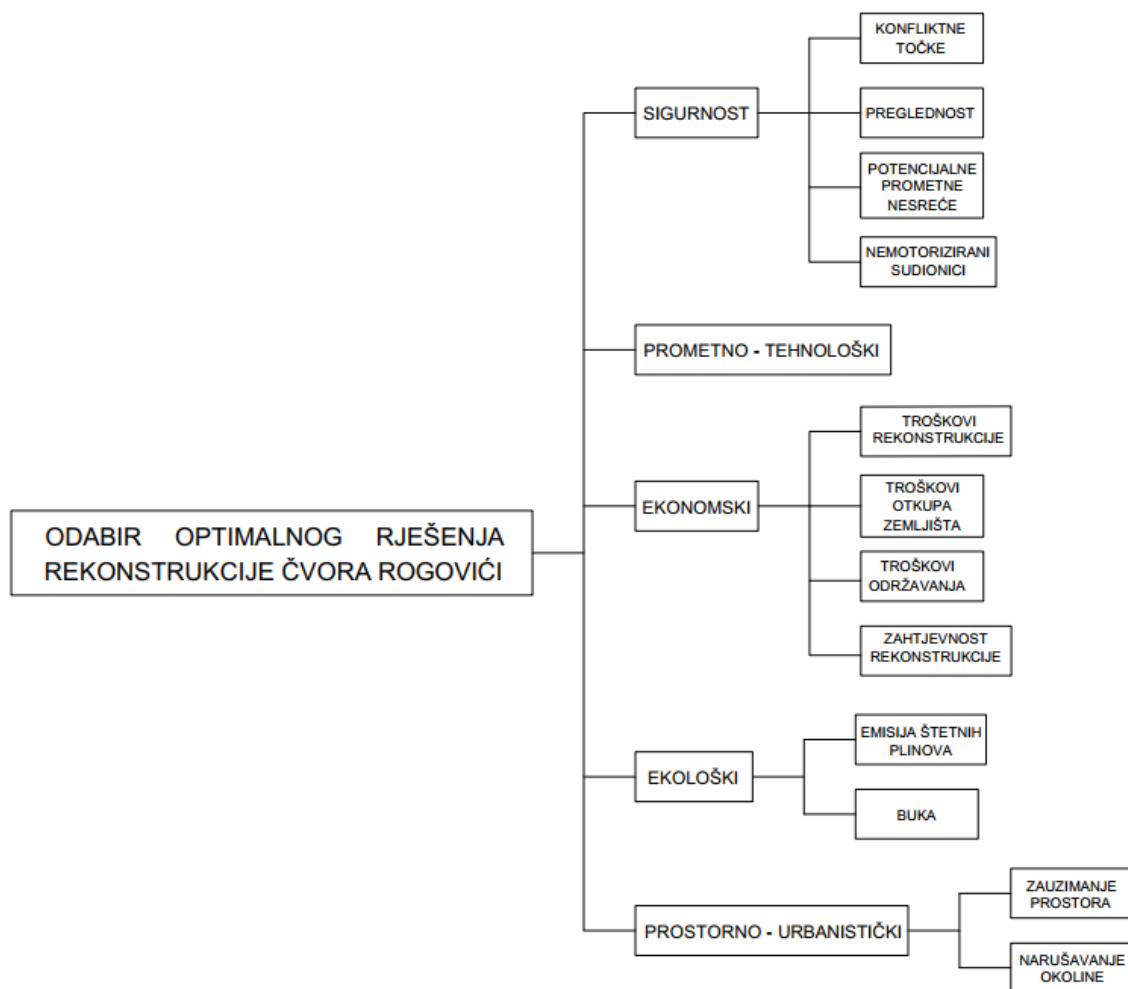 ODABIR OPTIMALNOG RJEŠENJA
REKONSTRUKCIJE ČVORA ROGOVIĆI
SIGURNOST
KONFLIKTNE
TOČKE
PREGLEDNOST
POTENCIJALNE
PROMETNE
NESREĆE
NEMOTORIZIRANI
SUDIONICI
PROMETNO - TEHNOLOŠKI
EKONOMSKI
TROŠKOVI
REKONSTRUKCIJE
TROŠKOVI
OTKUPA
ZEMLJIŠTA
TROŠKOVI
ODRŽAVANJA
ZAHTJEVNOST
REKONSTRUKCIJE
EKOLOŠKI
EMISIJA ŠTETNIH
PLINOVA
BUKA
PROSTORNO - URBANISTIČKI
ZAUZIMANJE
PROSTORA
NARUŠAVANJE
OKOLINE